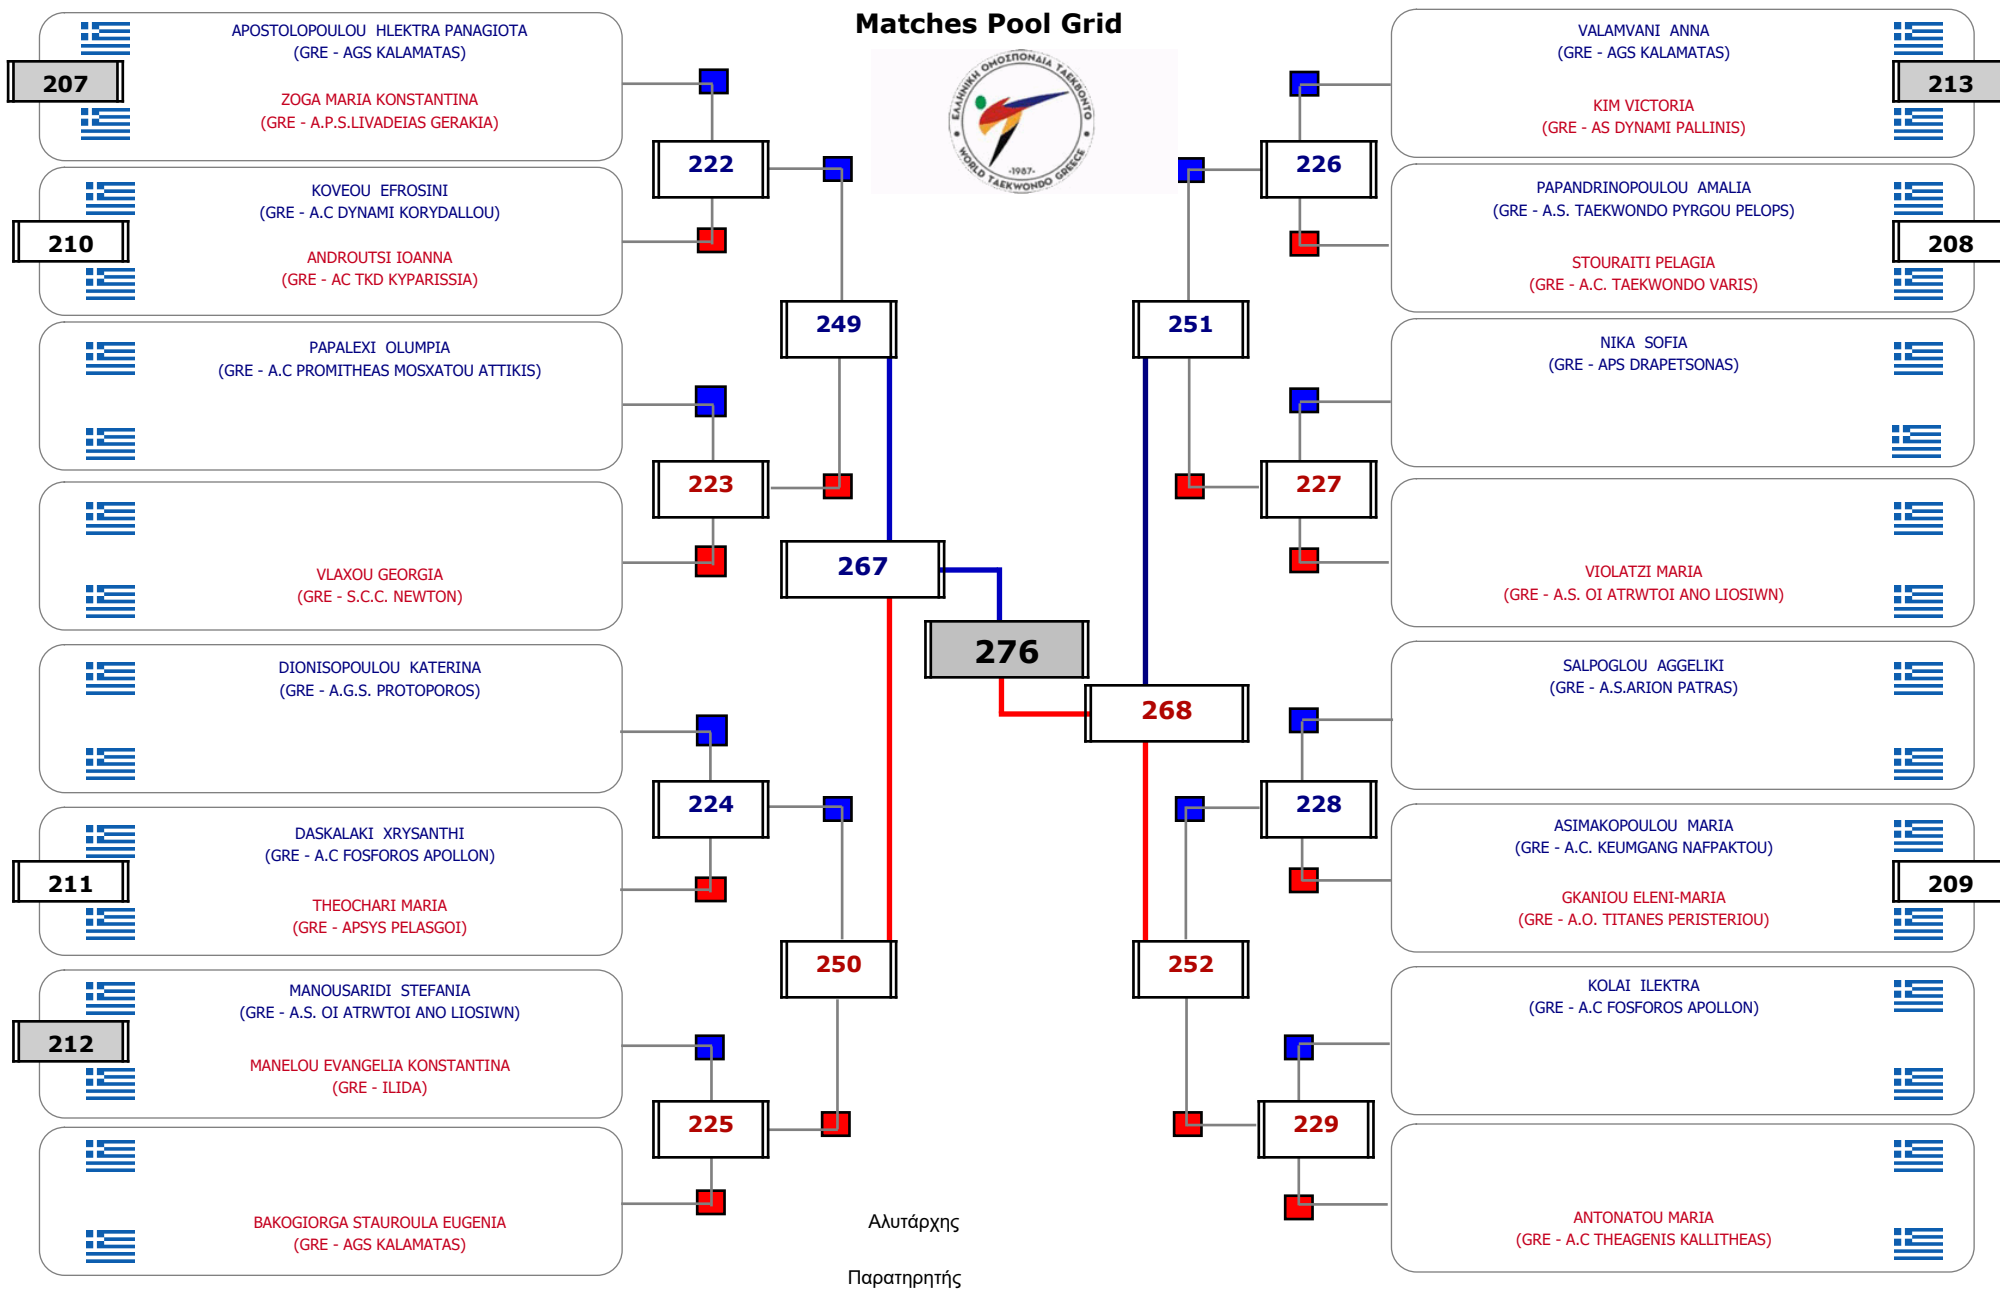 Matches Pool Grid
ΕΛΛΗΝΙΚΗ ΟΜΟΣΠΟΝΔΙΑ ΤΑΕΚΒΟΝΤΟ
-1987-
WORLD TAEKWONDO GREECE
207
APOSTOLOPOULOU HLEKTRA PANAGIOTA
(GRE - AGS KALAMATAS)
ZOGA MARIA KONSTANTINA
(GRE - A.P.S.LIVADEIAS GERAKIA)
210
KOVEOU EFROSINI
(GRE - A.C DYNAMI KORYDALLOU)
ANDROUTSI IOANNA
(GRE - AC TKD KYPARISSIA)
PAPALEXI OLUMPIA
(GRE - A.C PROMITHEAS MOSXATOU ATTIKIS)
VLAXOU GEORGIA
(GRE - S.C.C. NEWTON)
DIONISOPOULOU KATERINA
(GRE - A.G.S. PROTOPOROS)
211
DASKALAKI XRYSANTHI
(GRE - A.C FOSFOROS APOLLON)
THEOCHARI MARIA
(GRE - APSYS PELASGOI)
212
MANOUSARIDI STEFANIA
(GRE - A.S. OI ATRWTOI ANO LIOSIWN)
MANELOU EVANGELIA KONSTANTINA
(GRE - ILIDA)
BAKOGIORGA STAUROULA EUGENIA
(GRE - AGS KALAMATAS)
222
223
224
225
249
250
267
276
268
251
252
226
227
228
229
VALAMVANI ANNA
(GRE - AGS KALAMATAS)
213
KIM VICTORIA
(GRE - AS DYNAMI PALLINIS)
PAPANDRINOPOULOU AMALIA
(GRE - A.S. TAEKWONDO PYRGOU PELOPS)
208
STOURAITI PELAGIA
(GRE - A.C. TAEKWONDO VARIS)
NIKA SOFIA
(GRE - APS DRAPETSONAS)
VIOLATZI MARIA
(GRE - A.S. OI ATRWTOI ANO LIOSIWN)
SALPOGLOU AGGELIKI
(GRE - A.S.ARION PATRAS)
ASIMAKOPOULOU MARIA
(GRE - A.C. KEUMGANG NAFPAKTOU)
209
GKANIOU ELENI-MARIA
(GRE - A.O. TITANES PERISTERIOU)
KOLAI ILEKTRA
(GRE - A.C FOSFOROS APOLLON)
ANTONATOU MARIA
(GRE - A.C THEAGENIS KALLITHEAS)
Αλυτάρχης
Παρατηρητής